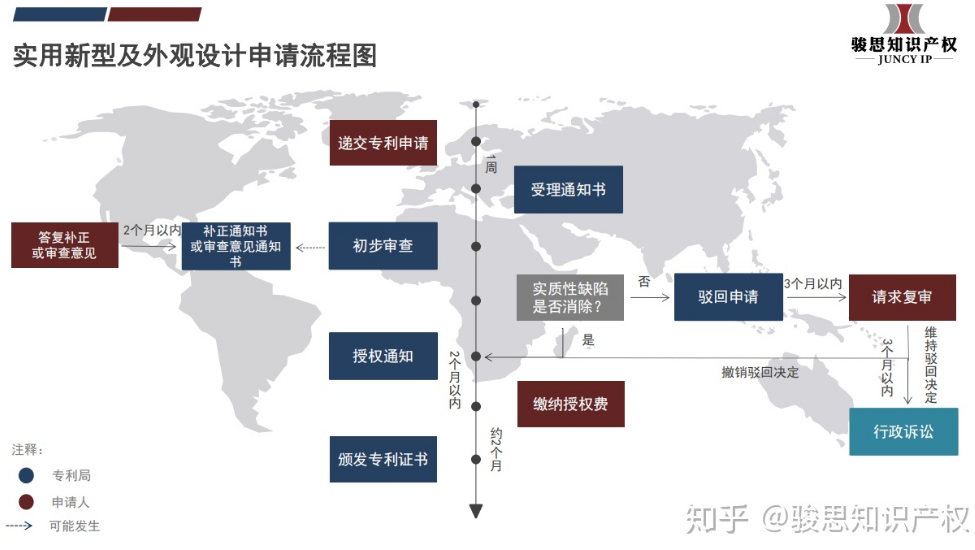 骏思知识产权
JUNCY IP
实用新型及外观设计申请流程图
递交专利申请
1周
受理通知书
答复补正
或审查意见
2个月以内
补正通知书
或审查意见通知
书
初步审查
实质性缺陷
是否消除？
否
驳回申请
3个月以内
请求复审
是
授权通知
2个月以内
撤销驳回决定
3个月以内
维持驳回决定
缴纳授权费
行政诉讼
约2个月
颁发专利证书
注释：
专利局
申请人
可能发生
知乎 @骏思知识产权